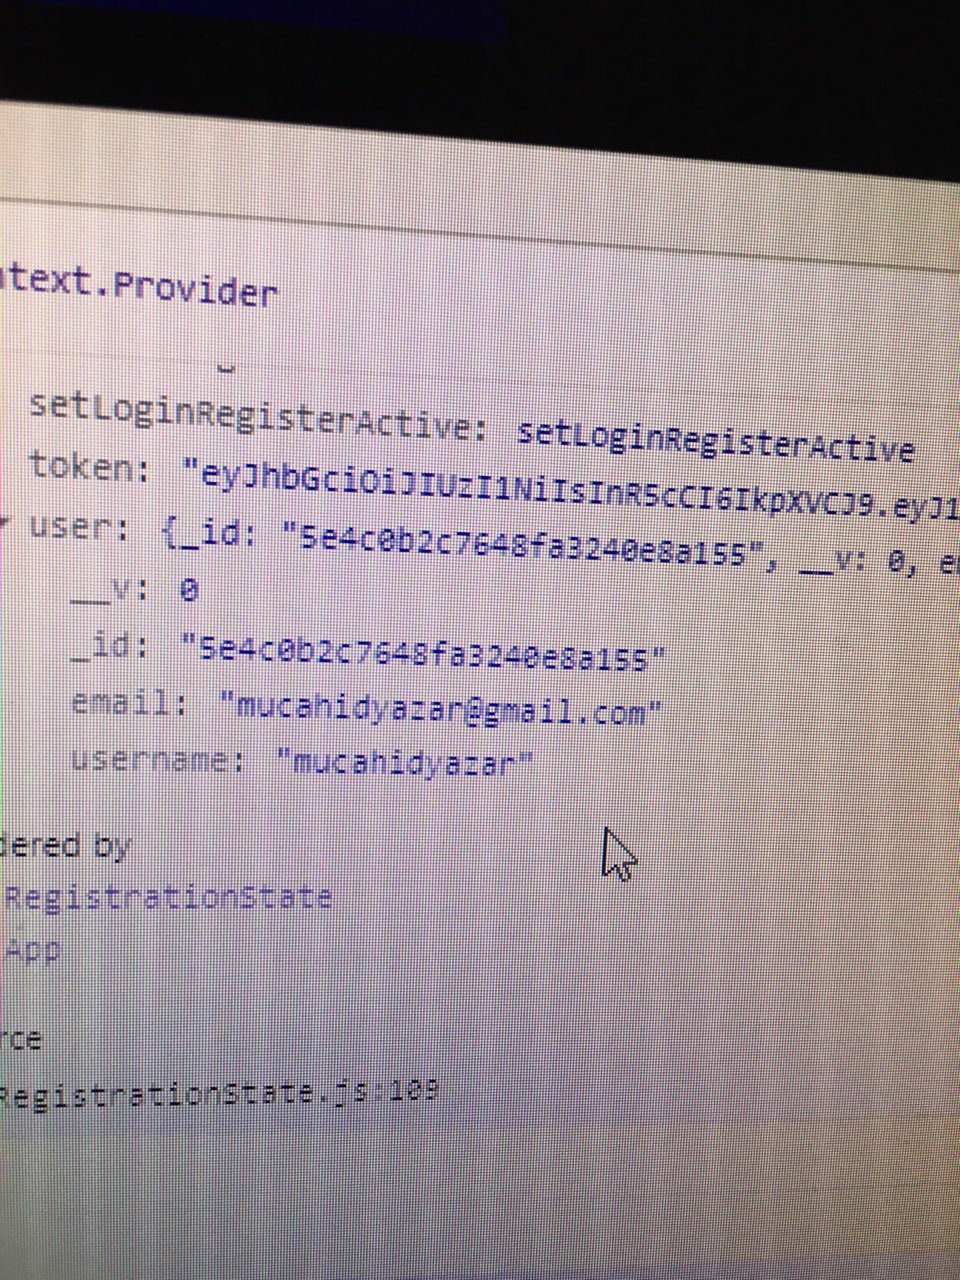 ntext.Provider
setLoginRegisterActive: setLoginRegisterActive
token: "eyJhbGciOiJIUzI1NiIsInR5cCI6IkpXVCJ9.eyJ1
user: {_id: "5e4c0b2c7648fa3240e8a155", __v: 0, e
__v: 0
_id: "5e4c0b2c7648fa3240e8a155"
email: "mucahidyazar@gmail.com"
username: "mucahidyazar"
dered by
RegistrationState
App
rce
RegistrationState.js:109